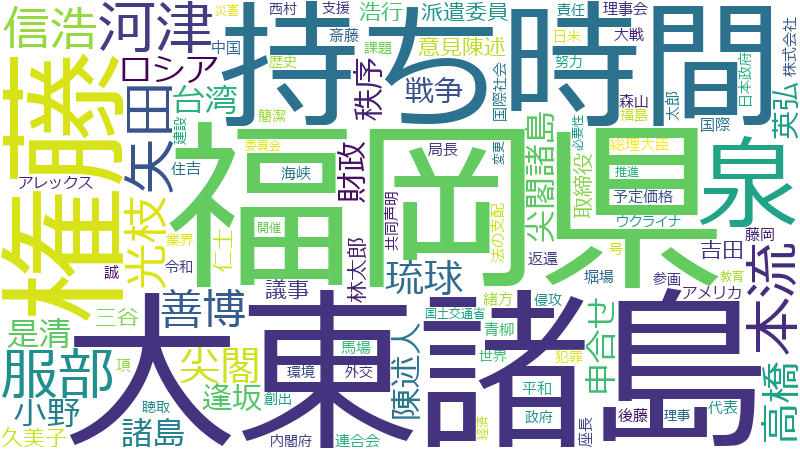 信浩
河津
災害
西村
支援
浩行
派遣委員
責任
理事会
中国
斎藤
課題
意見陳述
日米
大戦
株式会社
ロシア
歴史
努力
持ち時間
権藤
秩序
戦争
国際社会
森山
太郎
日本政府
台湾
簡潔
尖閣諸島
福島
英弘
矢田
建設
委員会
局長
必要性
国際
総理大臣
住吉
海峡
変更
取締役
推進
アレックス
財政
福岡県
予定価格
泉
光枝
開催
共同声明
法の支配
ウクライナ
業界
仁士
号
藤岡
誠
令和
林太郎
返還
吉田
教育
議事
琉球
堀場
参画
アメリカ
本流
善博
緒方
侵攻
三谷
国土交通省
是清
大東諸島
陳述人
青柳
申合せ
馬場
世界
犯罪
尖閣
服部
項
環境
外交
高橋
逢坂
創出
平和
小野
聴取
政府
後藤
理事
代表
久美子
諸島
内閣府
連合会
経済
座長